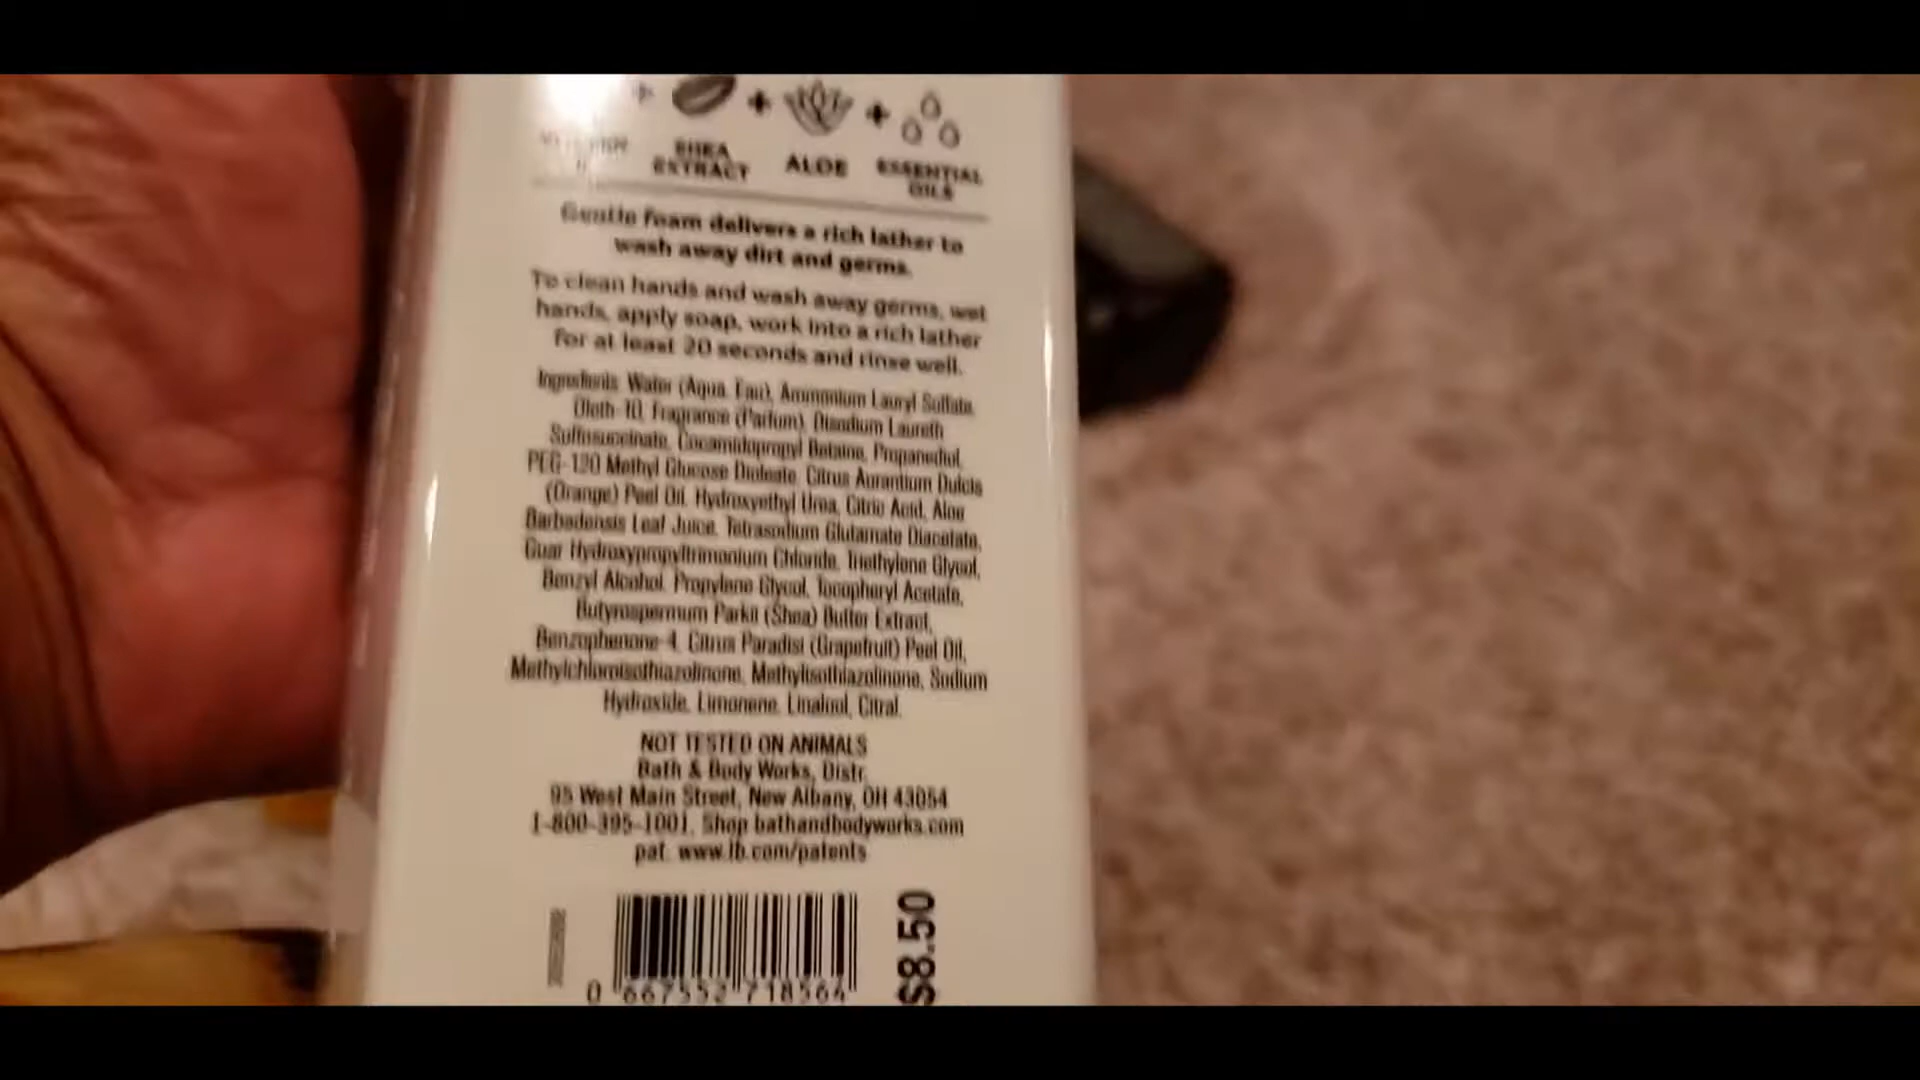 + + +
SHEA ALOE ESSENTIAL
EXTRACT OILS
Gentle foam delivers a rich lather to
wash away dirt and germs.
To clean hands and wash away germs, wet
hands, apply soap, work into a rich lather
for at least 20 seconds and rinse well.
Ingredients: Water (Aqua, Eau), Ammonium Lauryl Sulfate,
Oleth-10, Fragrance (Parfum), Disodium Laureth
Sulfosuccinate, Cocamidopropyl Betaine, Propanediol,
PEG-120 Methyl Glucose Dioleate, Citrus Aurantium Dulcis
(Orange) Peel Oil, Hydroxyethyl Urea, Citric Acid, Aloe
Barbadensis Leaf Juice, Tetrasodium Glutamate Diacetate,
Guar Hydroxypropyltrimonium Chloride, Triethylene Glycol,
Benzyl Alcohol, Propylene Glycol, Tocopheryl Acetate,
Butyrospermum Parkii (Shea) Butter Extract,
Benzophenone-4, Citrus Paradisi (Grapefruit) Peel Oil,
Methylchloroisothiazolinone, Methylisothiazolinone, Sodium
Hydroxide, Limonene, Linalool, Citral.
NOT TESTED ON ANIMALS
Bath & Body Works, Distr.
95 West Main Street, New Albany, OH 43054
1-800-395-1001. Shop bathandbodyworks.com
pat. www.lb.com/patents
0 667552 718564
$8.50